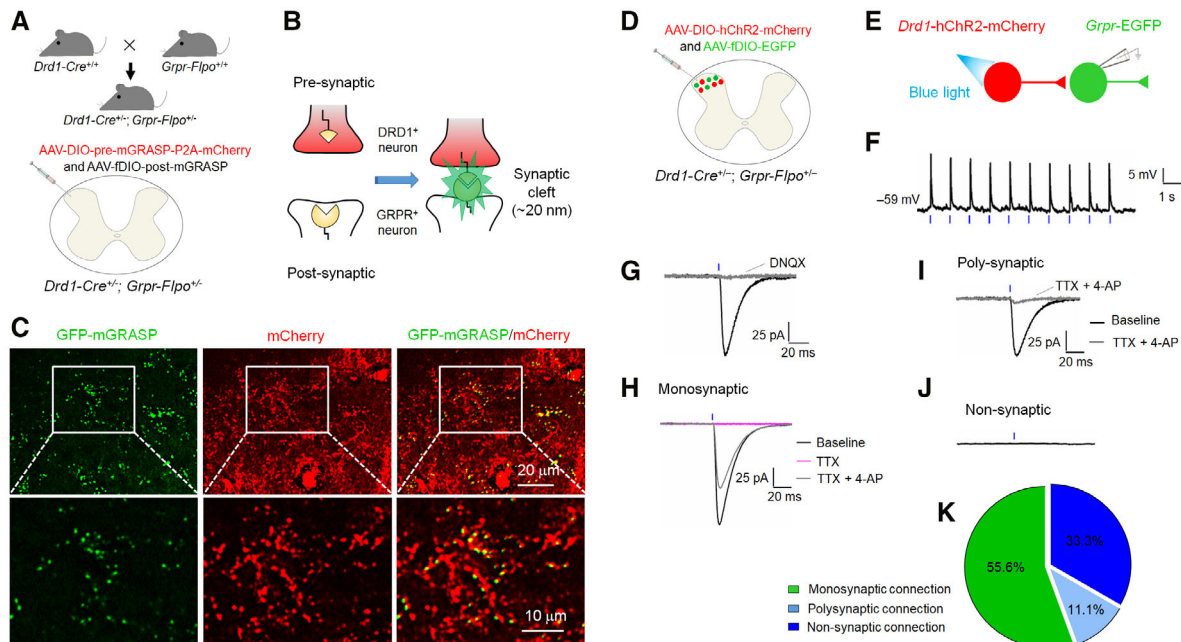 A
Drd1-Cre+/+
×
Grpr-Flpo+/+
Drd1-Cre+/-; Grpr-Flpo+/-
AAV-DIO-pre-mGRASP-P2A-mCherry
and AAV-fDIO-post-mGRASP
Drd1-Cre+/-; Grpr-Flpo+/-
B
Pre-synaptic
DRD1+
neuron
GRPR+
neuron
Synaptic
cleft
(~20 nm)
Post-synaptic
C
GFP-mGRASP
mCherry
GFP-mGRASP/mCherry
20 μm
10 μm
D
AAV-DIO-hChR2-mCherry
and AAV-fDIO-EGFP
Drd1-Cre+/–; Grpr-Flpo+/–
E
Drd1-hChR2-mCherry
Grpr-EGFP
Blue light
F
–59 mV
5 mV
1 s
G
DNQX
25 pA
20 ms
H
Monosynaptic
Baseline
TTX
TTX + 4-AP
25 pA
20 ms
I
Poly-synaptic
TTX + 4-AP
Baseline
TTX + 4-AP
25 pA
20 ms
J
Non-synaptic
K
33.3%
55.6%
11.1%
Monosynaptic connection
Polysynaptic connection
Non-synaptic connection